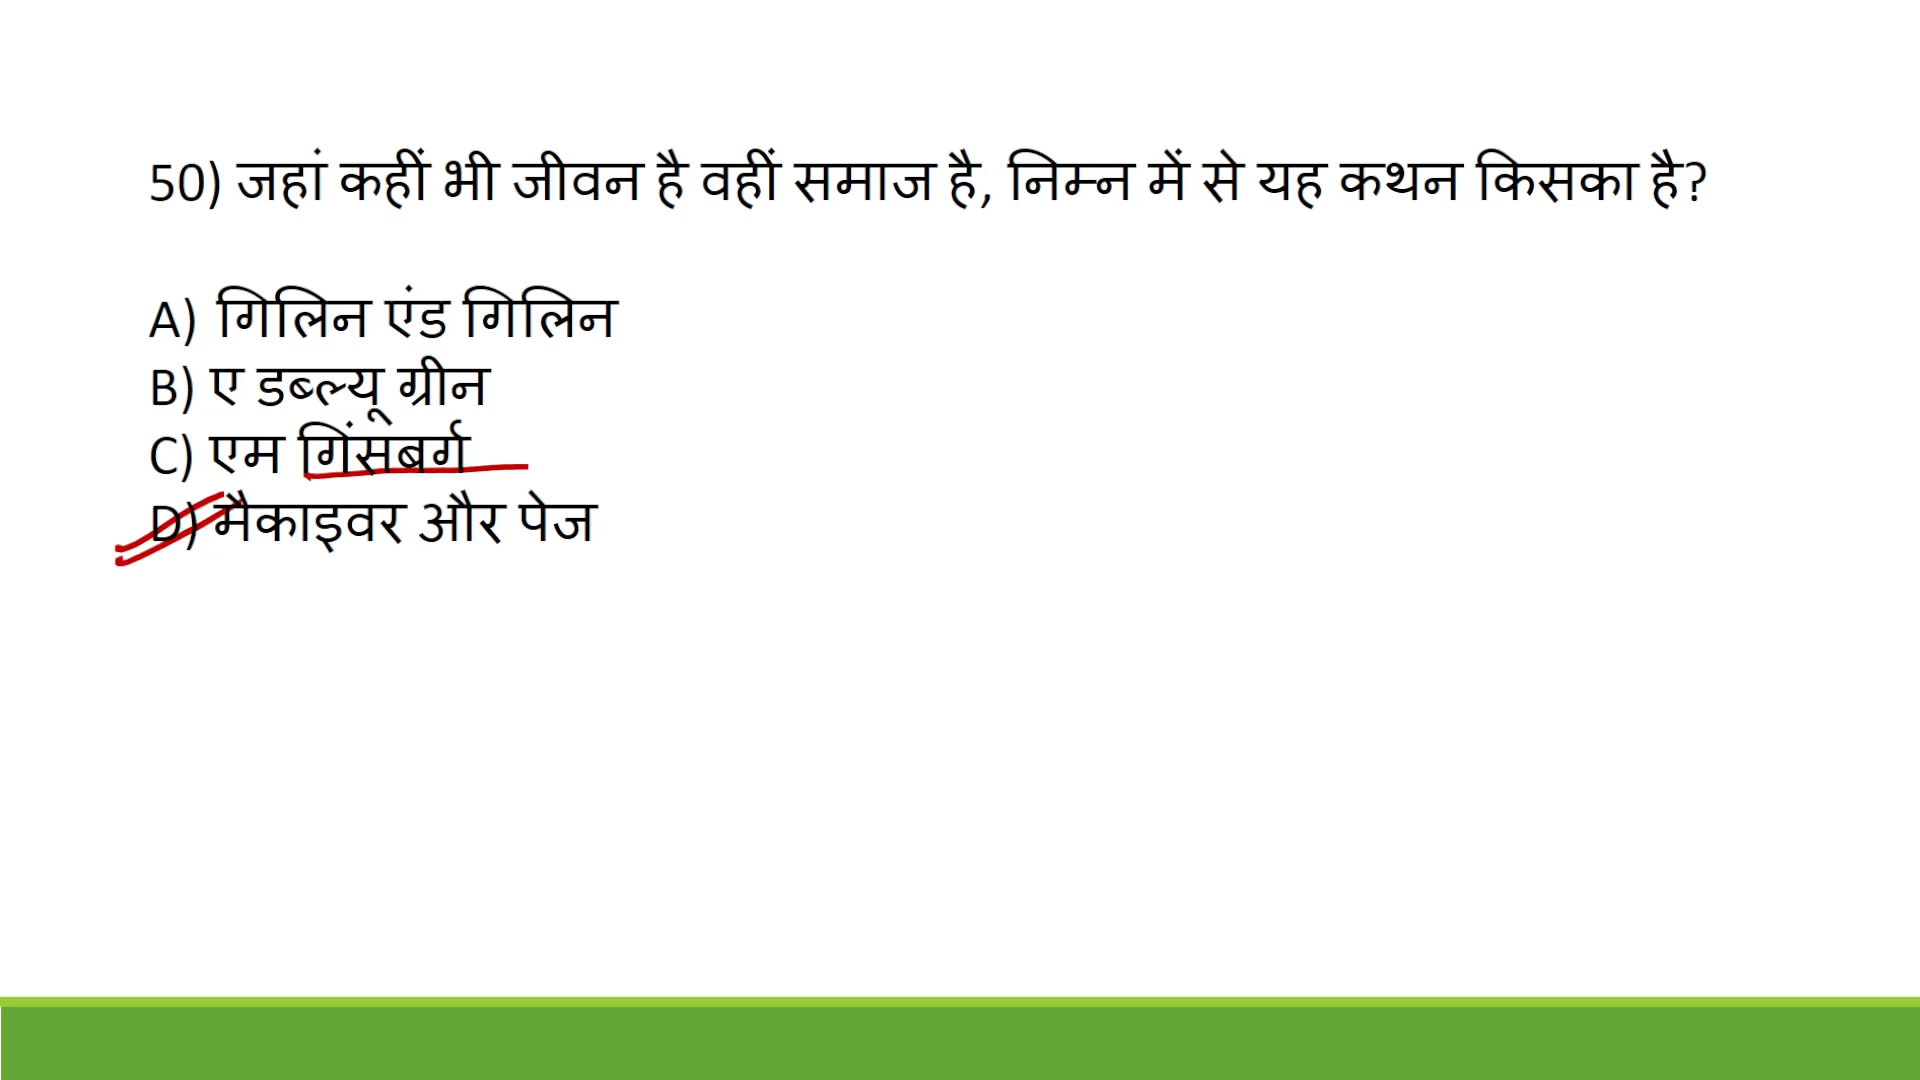 50) जहां कहीं भी जीवन है वहीं समाज है, निम्न में से यह कथन किसका है?
A) गिलिन एंड गिलिन
B) ए डब्ल्यू ग्रीन
C) एम गिंसबर्ग
D) मैकाइवर और पेज